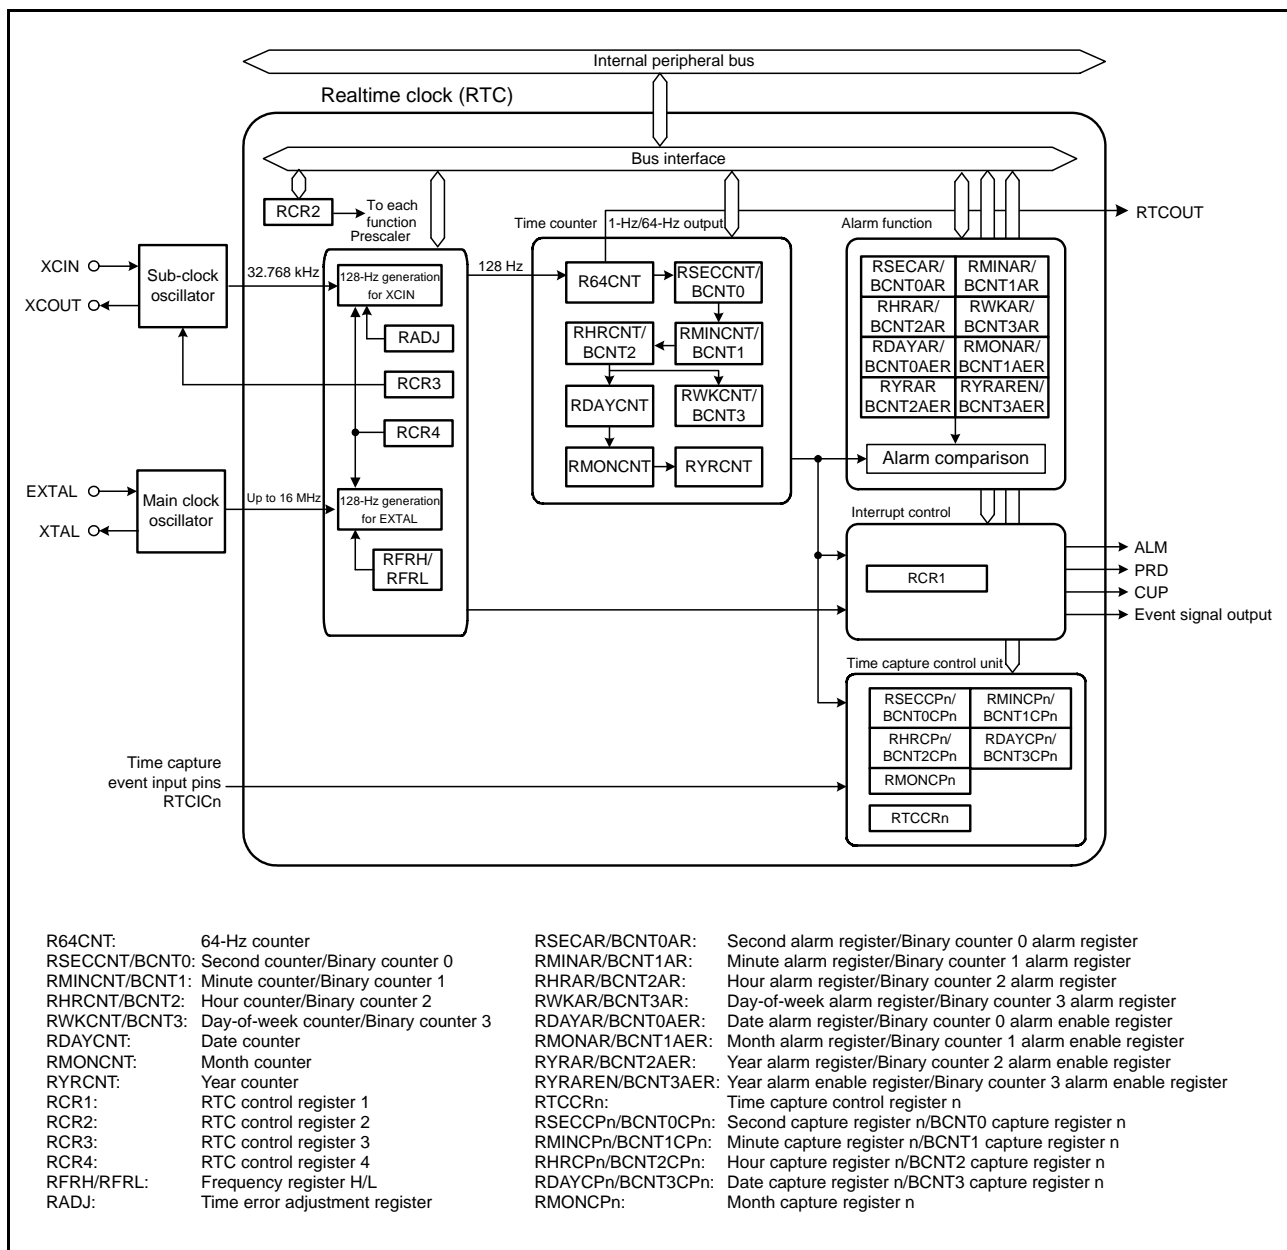 Internal peripheral bus
Realtime clock (RTC)
Bus interface
RCR2
To each
function
Prescaler
Time counter
1-Hz/64-Hz output
Alarm function
RTCOUT
XCIN
XCOUT
Sub-clock
oscillator
32.768 kHz
128-Hz generation
for XCIN
128 Hz
RADJ
RCR3
RCR4
EXTAL
XTAL
Main clock
oscillator
Up to 16 MHz
128-Hz generation
for EXTAL
RFRH/
RFRL
R64CNT
RSECCNT/
BCNT0
RHRCNT/
BCNT2
RMINCNT/
BCNT1
RDAYCNT
RWKCNT/
BCNT3
RMONCNT
RYRCNT
RSECAR/
BCNT0AR
RMINAR/
BCNT1AR
RHRAR/
BCNT2AR
RWKAR/
BCNT3AR
RDAYAR/
BCNT0AER
RMONAR/
BCNT1AER
RYRAR
BCNT2AER
RYRAREN/
BCNT3AER
Alarm comparison
Interrupt control
RCR1
ALM
PRD
CUP
Event signal output
Time capture control unit
RSECCPn/
BCNT0CPn
RMINCPn/
BCNT1CPn
RHRCPn/
BCNT2CPn
RDAYCPn/
BCNT3CPn
RMONCPn
RTCCRn
Time capture
event input pins
RTCICn
R64CNT: 64-Hz counter
RSECCNT/BCNT0: Second counter/Binary counter 0
RMINCNT/BCNT1: Minute counter/Binary counter 1
RHRCNT/BCNT2: Hour counter/Binary counter 2
RWKCNT/BCNT3: Day-of-week counter/Binary counter 3
RDAYCNT: Date counter
RMONCNT: Month counter
RYRCNT: Year counter
RCR1: RTC control register 1
RCR2: RTC control register 2
RCR3: RTC control register 3
RCR4: RTC control register 4
RFRH/RFRL: Frequency register H/L
RADJ: Time error adjustment register
RSECAR/BCNT0AR: Second alarm register/Binary counter 0 alarm register
RMINAR/BCNT1AR: Minute alarm register/Binary counter 1 alarm register
RHRAR/BCNT2AR: Hour alarm register/Binary counter 2 alarm register
RWKAR/BCNT3AR: Day-of-week alarm register/Binary counter 3 alarm register
RDAYAR/BCNT0AER: Date alarm register/Binary counter 0 alarm enable register
RMONAR/BCNT1AER: Month alarm register/Binary counter 1 alarm enable register
RYRAR/BCNT2AER: Year alarm register/Binary counter 2 alarm enable register
RYRAREN/BCNT3AER: Year alarm enable register/Binary counter 3 alarm enable register
RTCCRn: Time capture control register n
RSECCPn/BCNT0CPn: Second capture register n/BCNT0 capture register n
RMINCPn/BCNT1CPn: Minute capture register n/BCNT1 capture register n
RHRCPn/BCNT2CPn: Hour capture register n/BCNT2 capture register n
RDAYCPn/BCNT3CPn: Date capture register n/BCNT3 capture register n
RMONCPn: Month capture register n